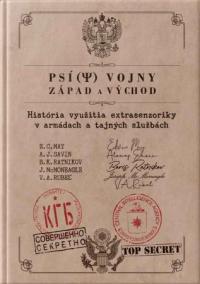 PSÍ(Ψ) VOJNY
ZÁPAD A VÝCHOD
História využitia extrasenzoriky
v armádach a tajných službách
E.C. MAY
A.J. SAVIN
B.K. RATNIKOV
J. McMONEAGLE
V.A. RUBEL
КГБ
СОВЕРШЕННО
СЕКРЕТНО
TOP SECRET